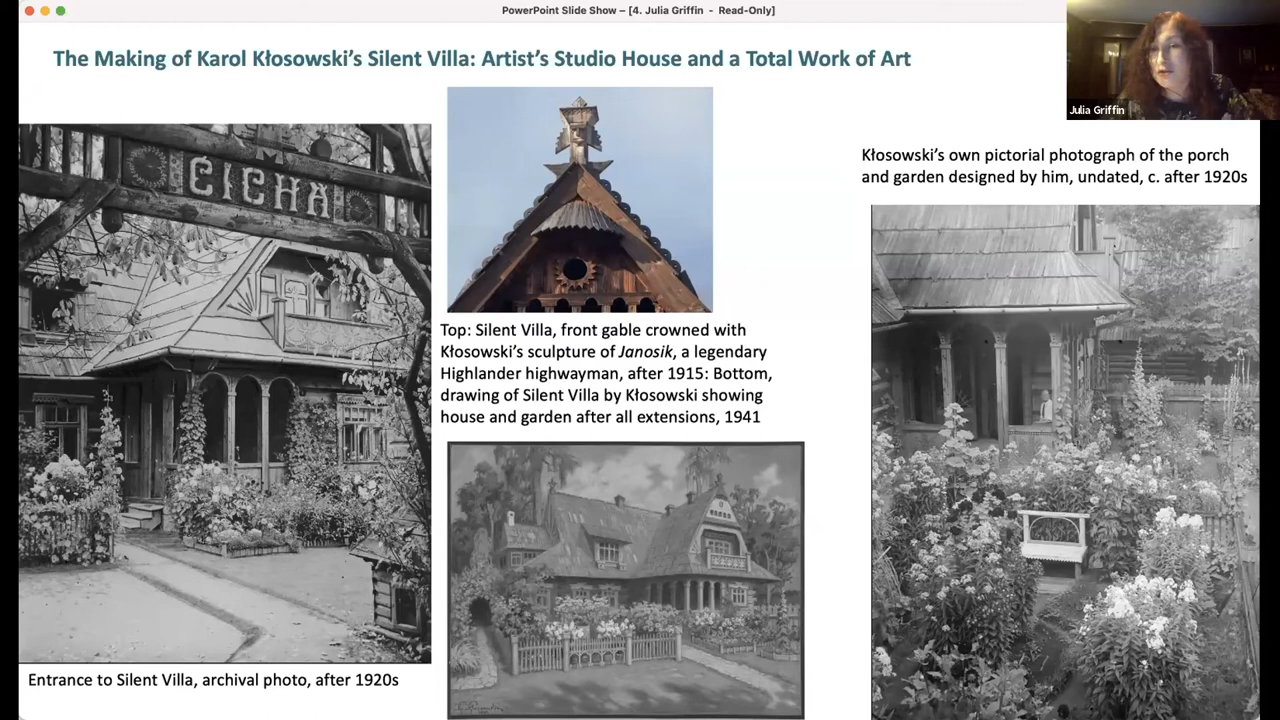 PowerPoint Slide Show – [4. Julia Griffin - Read-Only]
The Making of Karol Kłosowski’s Silent Villa: Artist’s Studio House and a Total Work of Art
Julia Griffin
CICHA
Kłosowski’s own pictorial photograph of the porch
and garden designed by him, undated, c. after 1920s
Top: Silent Villa, front gable crowned with
Kłosowski’s sculpture of Janosik, a legendary
Highlander highwayman, after 1915: Bottom,
drawing of Silent Villa by Kłosowski showing
house and garden after all extensions, 1941
Entrance to Silent Villa, archival photo, after 1920s